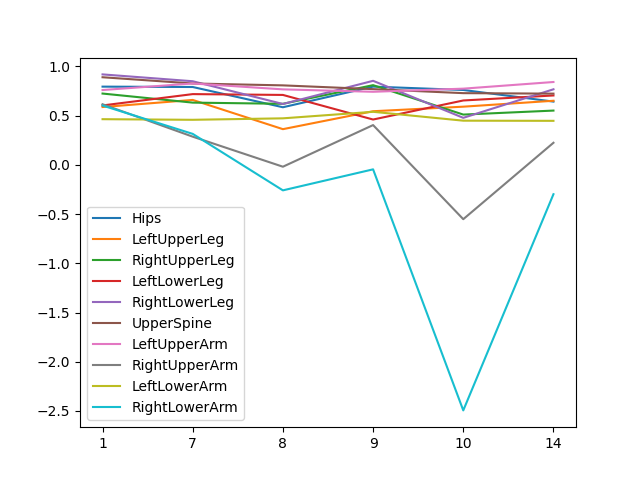 1.0
0.5
0.0
−0.5
−1.0
−1.5
−2.0
−2.5
Hips
LeftUpperLeg
RightUpperLeg
LeftLowerLeg
RightLowerLeg
UpperSpine
LeftUpperArm
RightUpperArm
LeftLowerArm
RightLowerArm
1 7 8 9 10 14